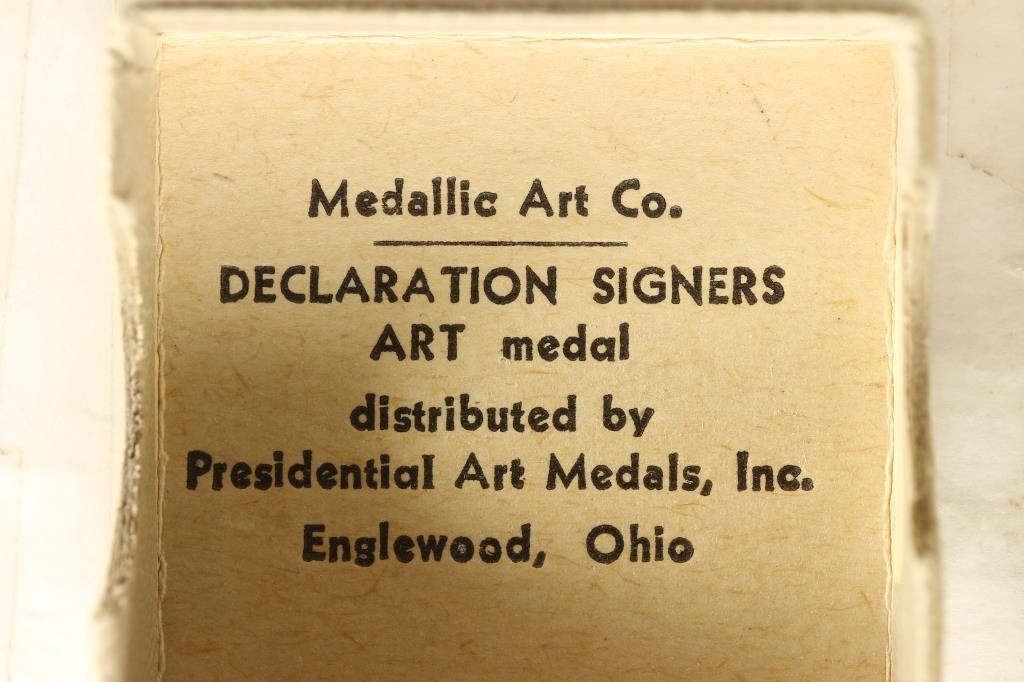 Medallic Art Co.
DECLARATION SIGNERS
ART medal
distributed by
Presidential Art Medals, Inc.
Englewood, Ohio